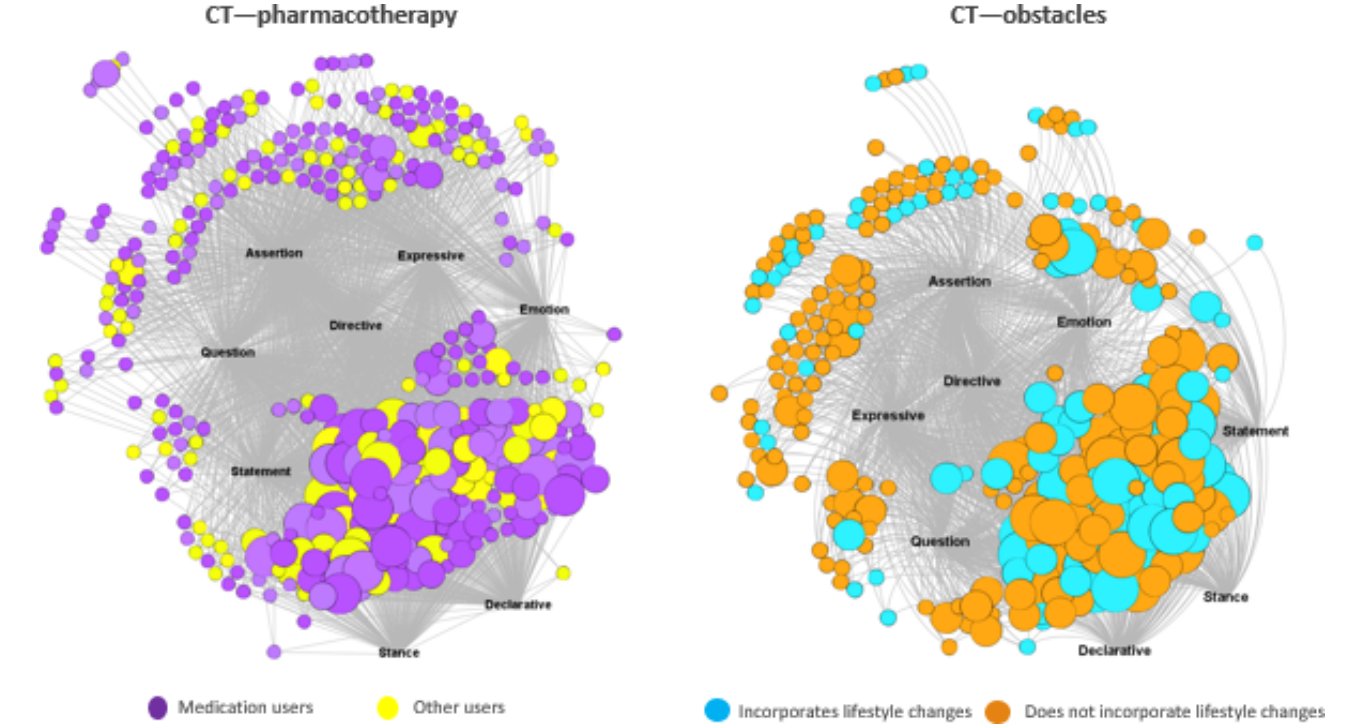 CT—pharmacotherapy
Assertion
Expressive
Emotion
Directive
Question
Statement
Declarative
Stance
Medication users
Other users
CT—obstacles
Assertion
Emotion
Directive
Expressive
Statement
Question
Stance
Declarative
Incorporates lifestyle changes
Does not incorporate lifestyle changes